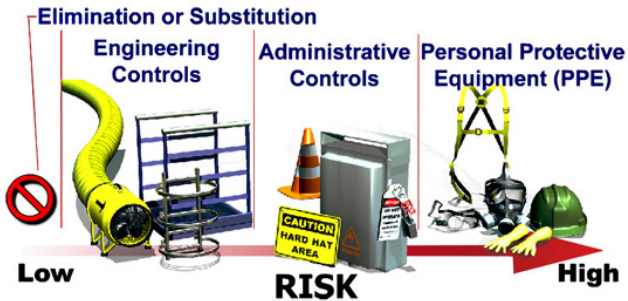 Elimination or Substitution
Engineering
Controls
Administrative
Controls
Personal Protective
Equipment (PPE)
CAUTION
HARD HAT
AREA
Low
RISK
High